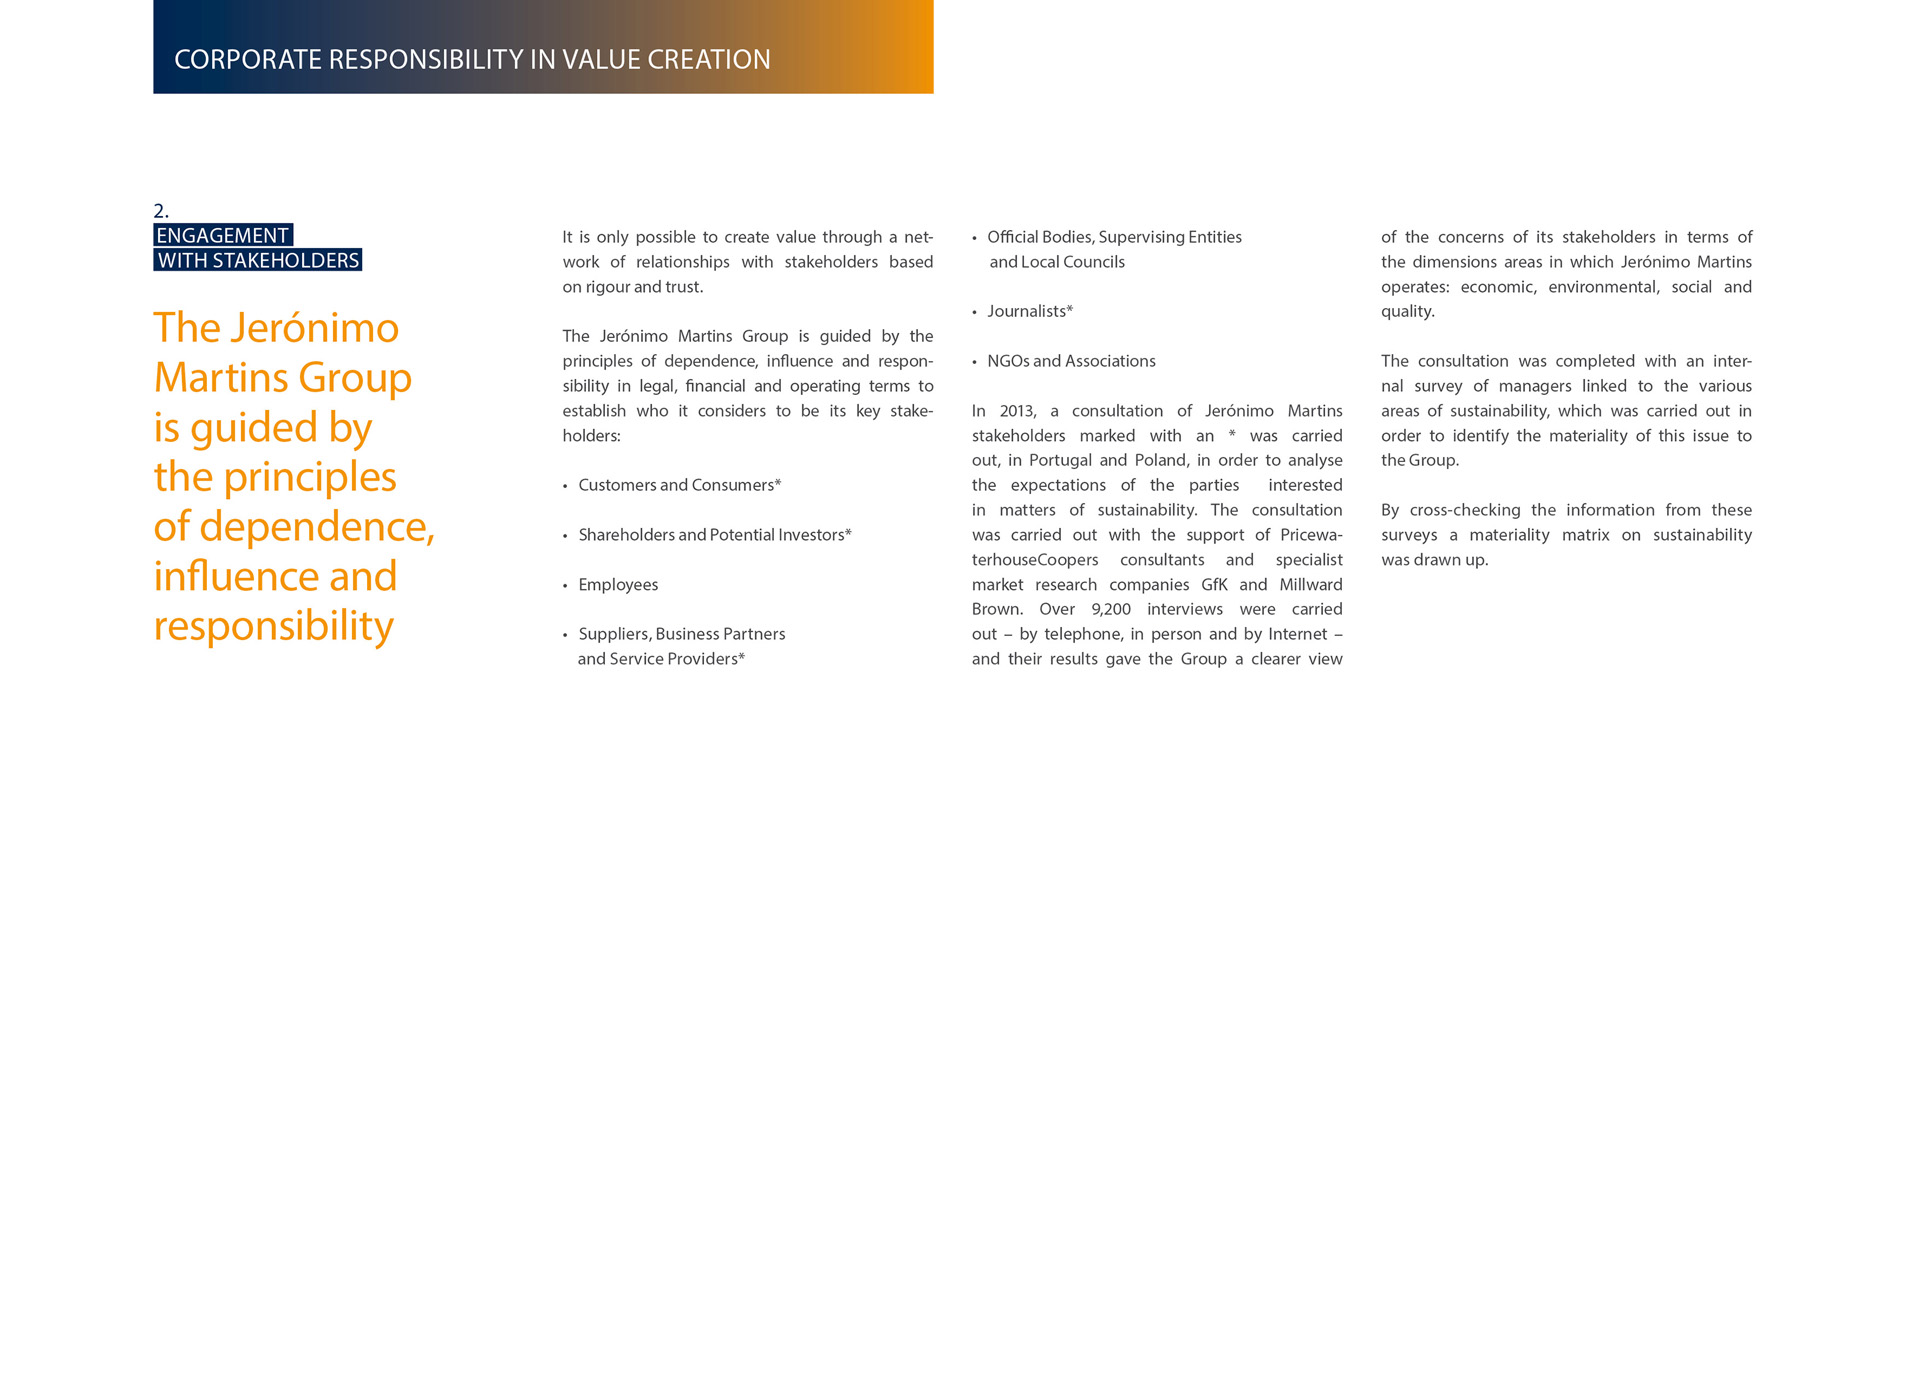 CORPORATE RESPONSIBILITY IN VALUE CREATION
2.
ENGAGEMENT
WITH STAKEHOLDERS
The Jerónimo
Martins Group
is guided by
the principles
of dependence,
influence and
responsibility
It is only possible to create value through a net-
work of relationships with stakeholders based
on rigour and trust.
The Jerónimo Martins Group is guided by the
principles of dependence, influence and respon-
sibility in legal, financial and operating terms to
establish who it considers to be its key stake-
holders:
• Customers and Consumers*
• Shareholders and Potential Investors*
• Employees
• Suppliers, Business Partners
and Service Providers*
• Official Bodies, Supervising Entities
and Local Councils
• Journalists*
• NGOs and Associations
In 2013, a consultation of Jerónimo Martins
stakeholders marked with an * was carried
out, in Portugal and Poland, in order to analyse
the expectations of the parties interested
in matters of sustainability. The consultation
was carried out with the support of Pricewa-
terhouseCoopers consultants and specialist
market research companies GfK and Millward
Brown. Over 9,200 interviews were carried
out – by telephone, in person and by Internet –
and their results gave the Group a clearer view
of the concerns of its stakeholders in terms of
the dimensions areas in which Jerónimo Martins
operates: economic, environmental, social and
quality.
The consultation was completed with an inter-
nal survey of managers linked to the various
areas of sustainability, which was carried out in
order to identify the materiality of this issue to
the Group.
By cross-checking the information from these
surveys a materiality matrix on sustainability
was drawn up.